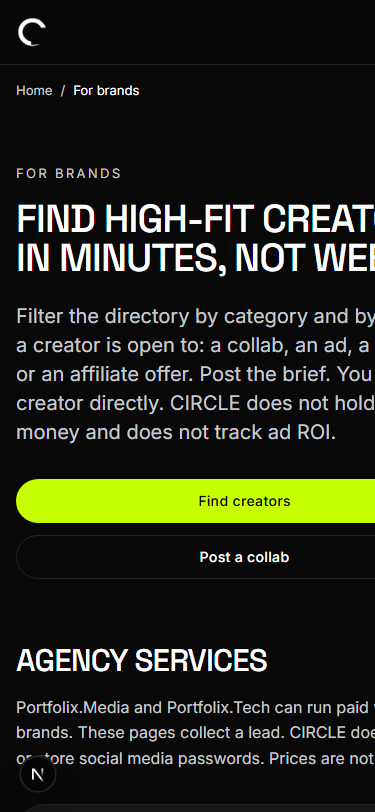 Home / For brands
FOR BRANDS
FIND HIGH-FIT CREAT
IN MINUTES, NOT WEE
Filter the directory by category and by
a creator is open to: a collab, an ad, a
or an affiliate offer. Post the brief. You
creator directly. CIRCLE does not hold
money and does not track ad ROI.
Find creators
Post a collab
AGENCY SERVICES
Portfolix.Media and Portfolix.Tech can run paid
brands. These pages collect a lead. CIRCLE doe
or store social media passwords. Prices are not
N